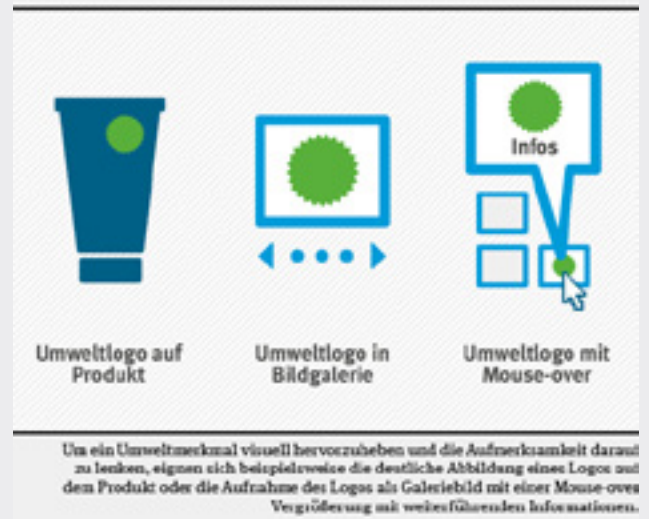 Infos
Umweltlogo auf
Produkt
Umweltlogo in
Bildgalerie
Umweltlogo mit
Mouse-over
Um ein Umweltmerkmal visuell hervorzuheben und die Aufmerksamkeit darauf
zu lenken, eignen sich beispielsweise die deutliche Abbildung eines Logos auf
dem Produkt oder die Aufnahme des Logos als Galeriebild mit einer Mouse-over
Vergrößerung mit weiterführenden Informationen.